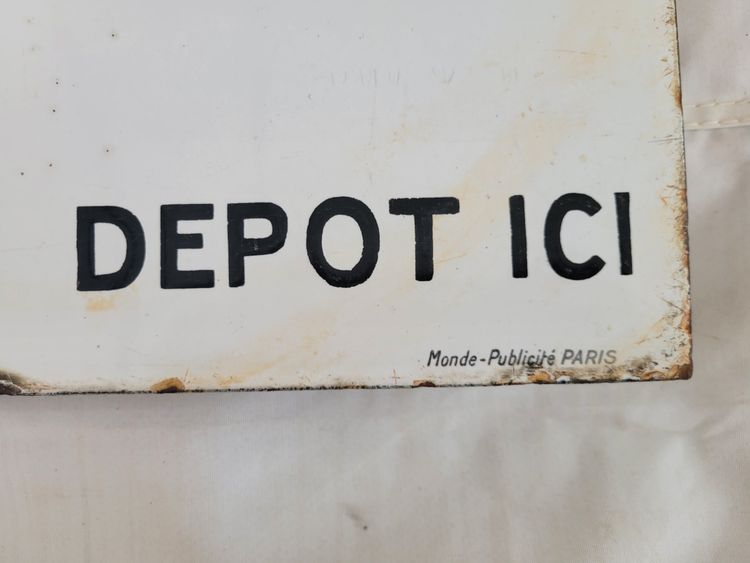 DEPOT ICI
Monde-Publicité PARIS